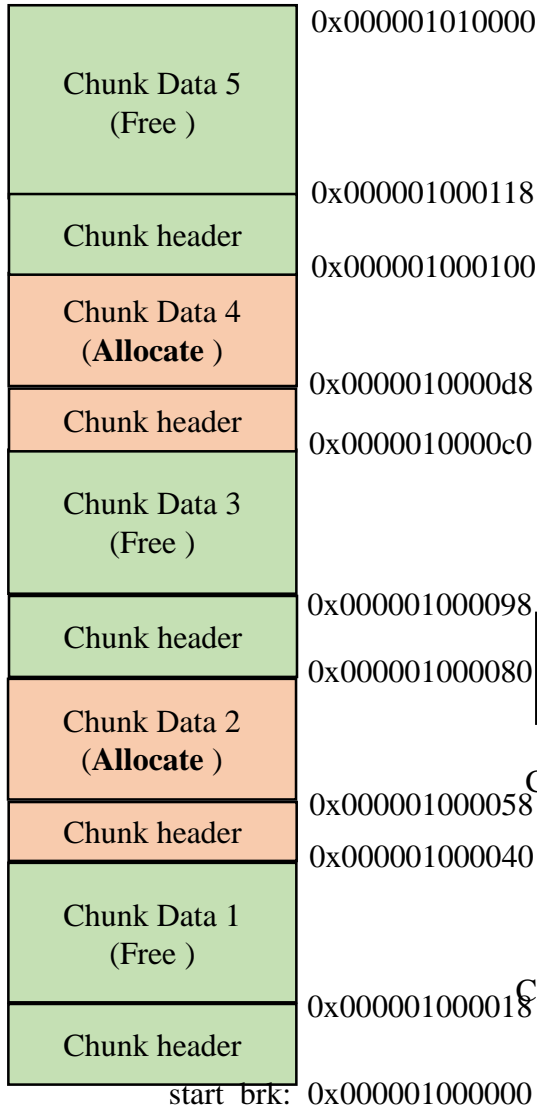 0x000001010000
Chunk Data 5
(Free )
0x000001000118
Chunk header
0x000001000100
Chunk Data 4
(Allocate )
0x0000010000d8
Chunk header
0x0000010000c0
Chunk Data 3
(Free )
0x000001000098
Chunk header
0x000001000080
Chunk Data 2
(Allocate )
C
0x000001000058
Chunk header
0x000001000040
Chunk Data 1
(Free )
C
0x000001000018
Chunk header
start brk: 0x000001000000